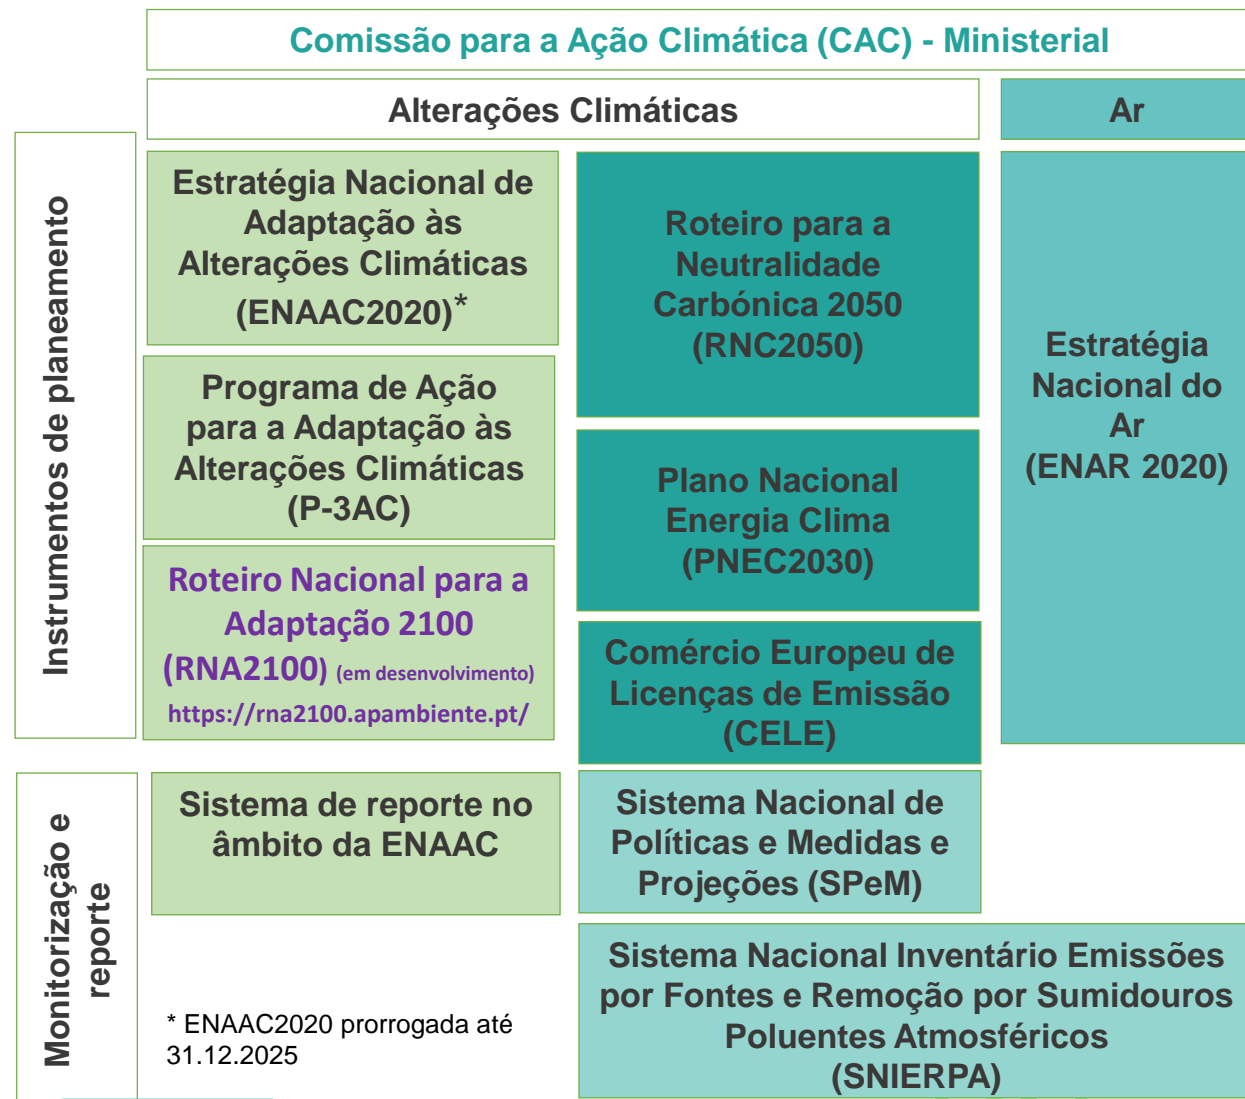 Comissão para a Ação Climática (CAC) - Ministerial
Alterações Climáticas
Ar
Instrumentos de planeamento
Estratégia Nacional de
Adaptação às
Alterações Climáticas
(ENAAC2020)*
Programa de Ação
para a Adaptação às
Alterações Climáticas
(P-3AC)
Roteiro Nacional para a
Adaptação 2100
(RNA2100) (em desenvolvimento)
https://rna2100.apambiente.pt/
Roteiro para a
Neutralidade
Carbónica 2050
(RNC2050)
Plano Nacional
Energia Clima
(PNEC2030)
Comércio Europeu de
Licenças de Emissão
(CELE)
Estratégia
Nacional do
Ar
(ENAR 2020)
Monitorização e
reporte
Sistema de reporte no
âmbito da ENAAC
Sistema Nacional de
Políticas e Medidas e
Projeções (SPeM)
Sistema Nacional Inventário Emissões
por Fontes e Remoção por Sumidouros
Poluentes Atmosféricos
(SNIERPA)
* ENAAC2020 prorrogada até
31.12.2025